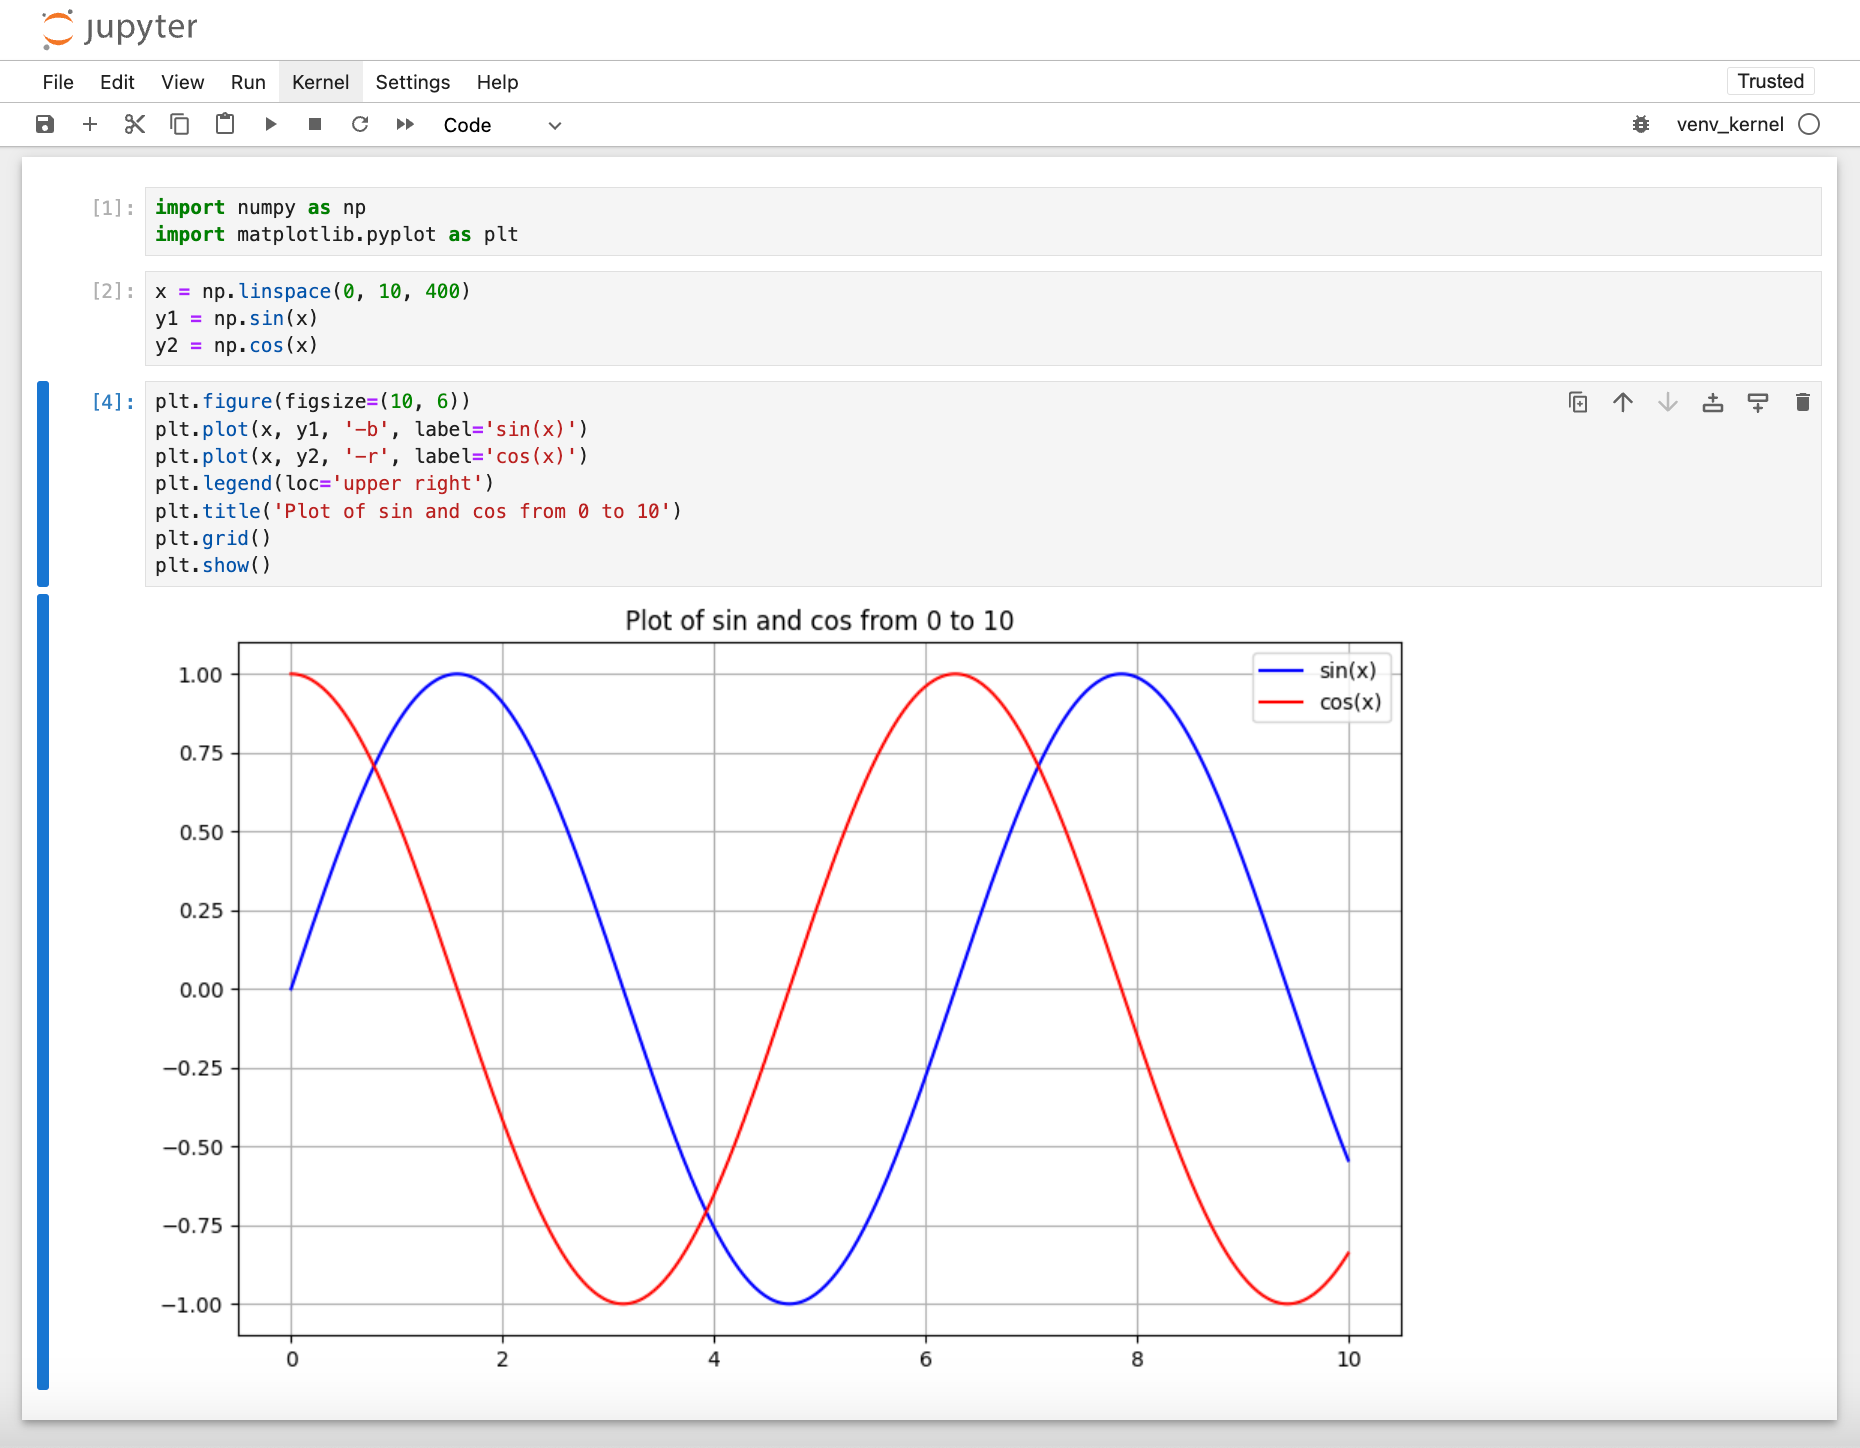 jupyter
File Edit View Run Kernel Settings Help Trusted
Code venv_kernel
[1]: import numpy as np
import matplotlib.pyplot as plt
[2]: x = np.linspace(0, 10, 400)
y1 = np.sin(x)
y2 = np.cos(x)
[4]: plt.figure(figsize=(10, 6))
plt.plot(x, y1, '-b', label='sin(x)')
plt.plot(x, y2, '-r', label='cos(x)')
plt.legend(loc='upper right')
plt.title('Plot of sin and cos from 0 to 10')
plt.grid()
plt.show()
Plot of sin and cos from 0 to 10
sin(x)
cos(x)
1.00
0.75
0.50
0.25
0.00
−0.25
−0.50
−0.75
−1.00
0 2 4 6 8 10